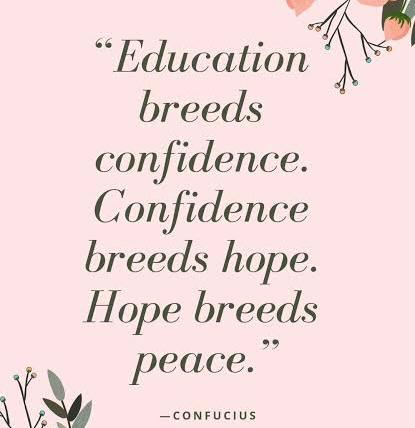 “Education
breeds
confidence.
Confidence
breeds hope.
Hope breeds
peace.”
—CONFUCIUS